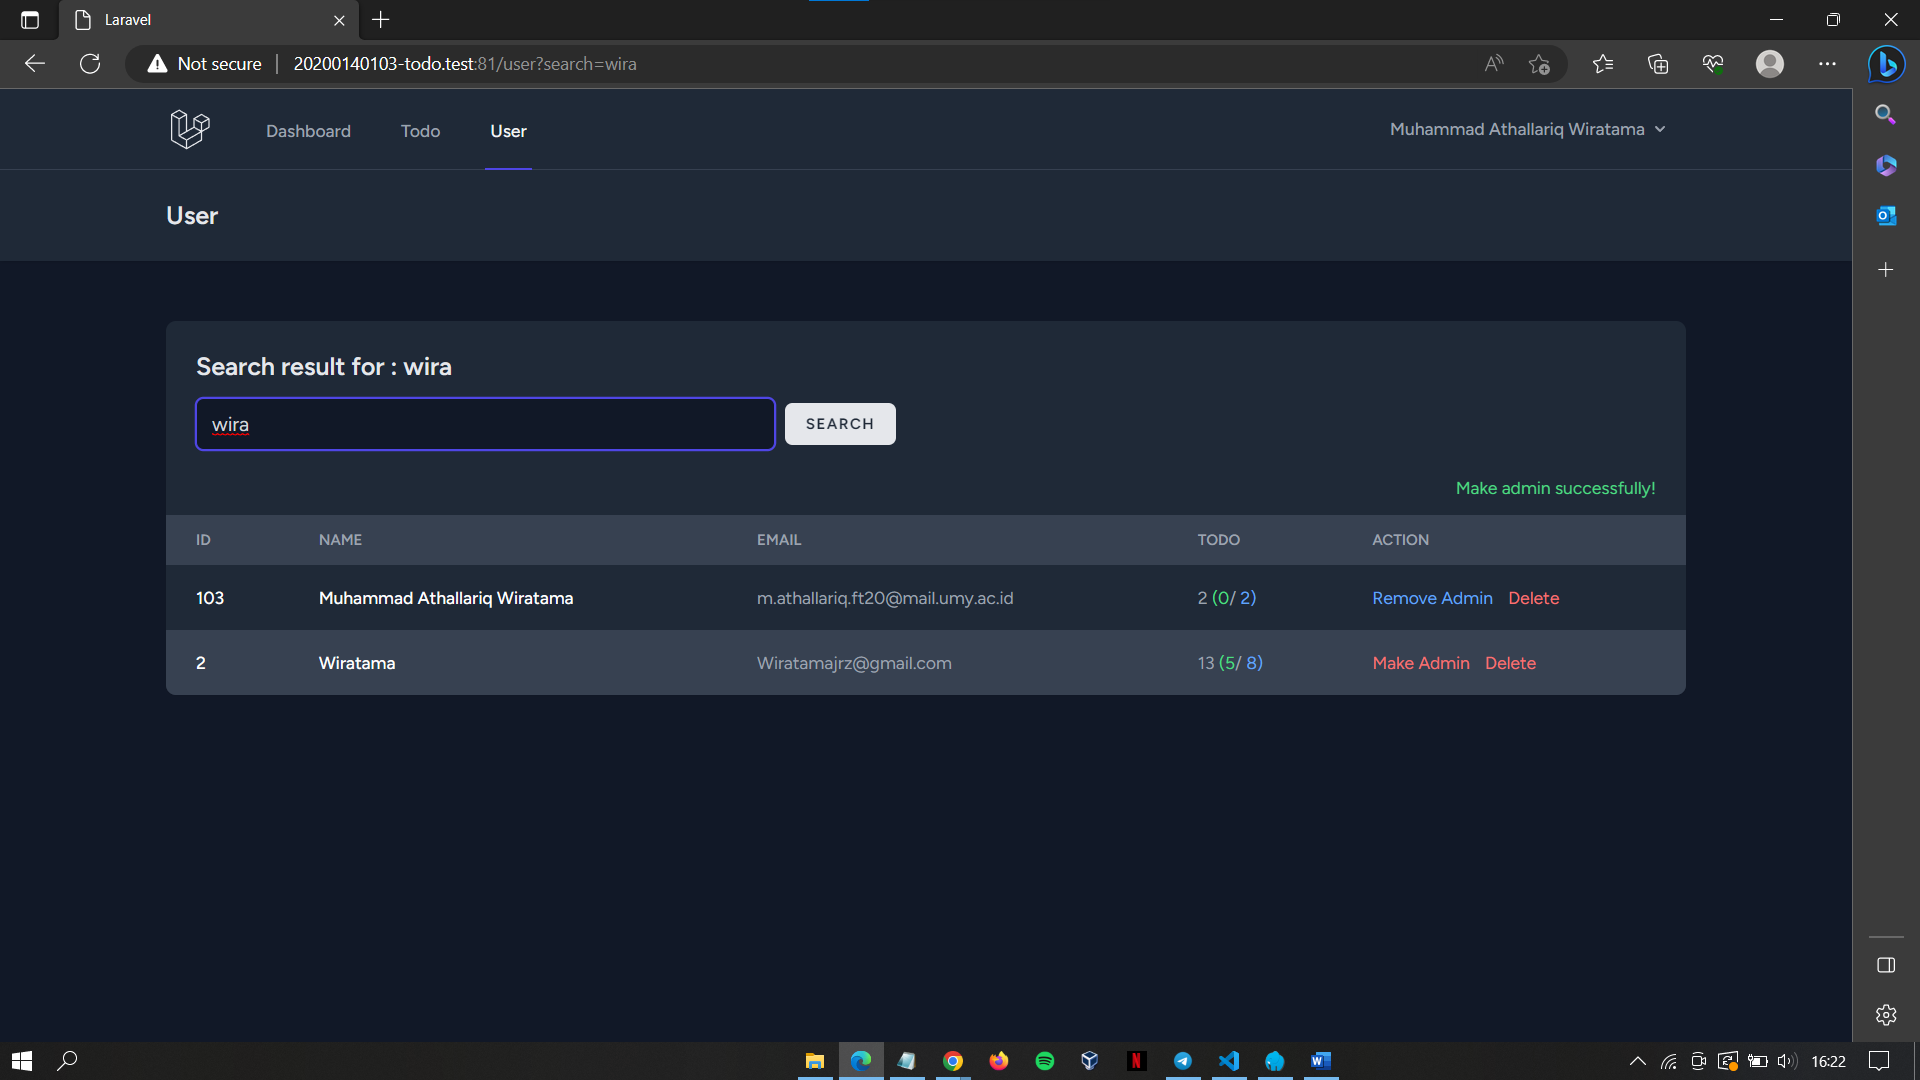 Laravel
Not secure 20200140103-todo.test:81/user?search=wira
Dashboard Todo User Muhammad Athallariq Wiratama
User
Search result for : wira
wira SEARCH
Make admin successfully!
ID NAME EMAIL TODO ACTION
103 Muhammad Athallariq Wiratama m.athallariq.ft20@mail.umy.ac.id 2 (0/ 2) Remove Admin Delete
2 Wiratama Wiratamajrz@gmail.com 13 (5/ 8) Make Admin Delete
16:22